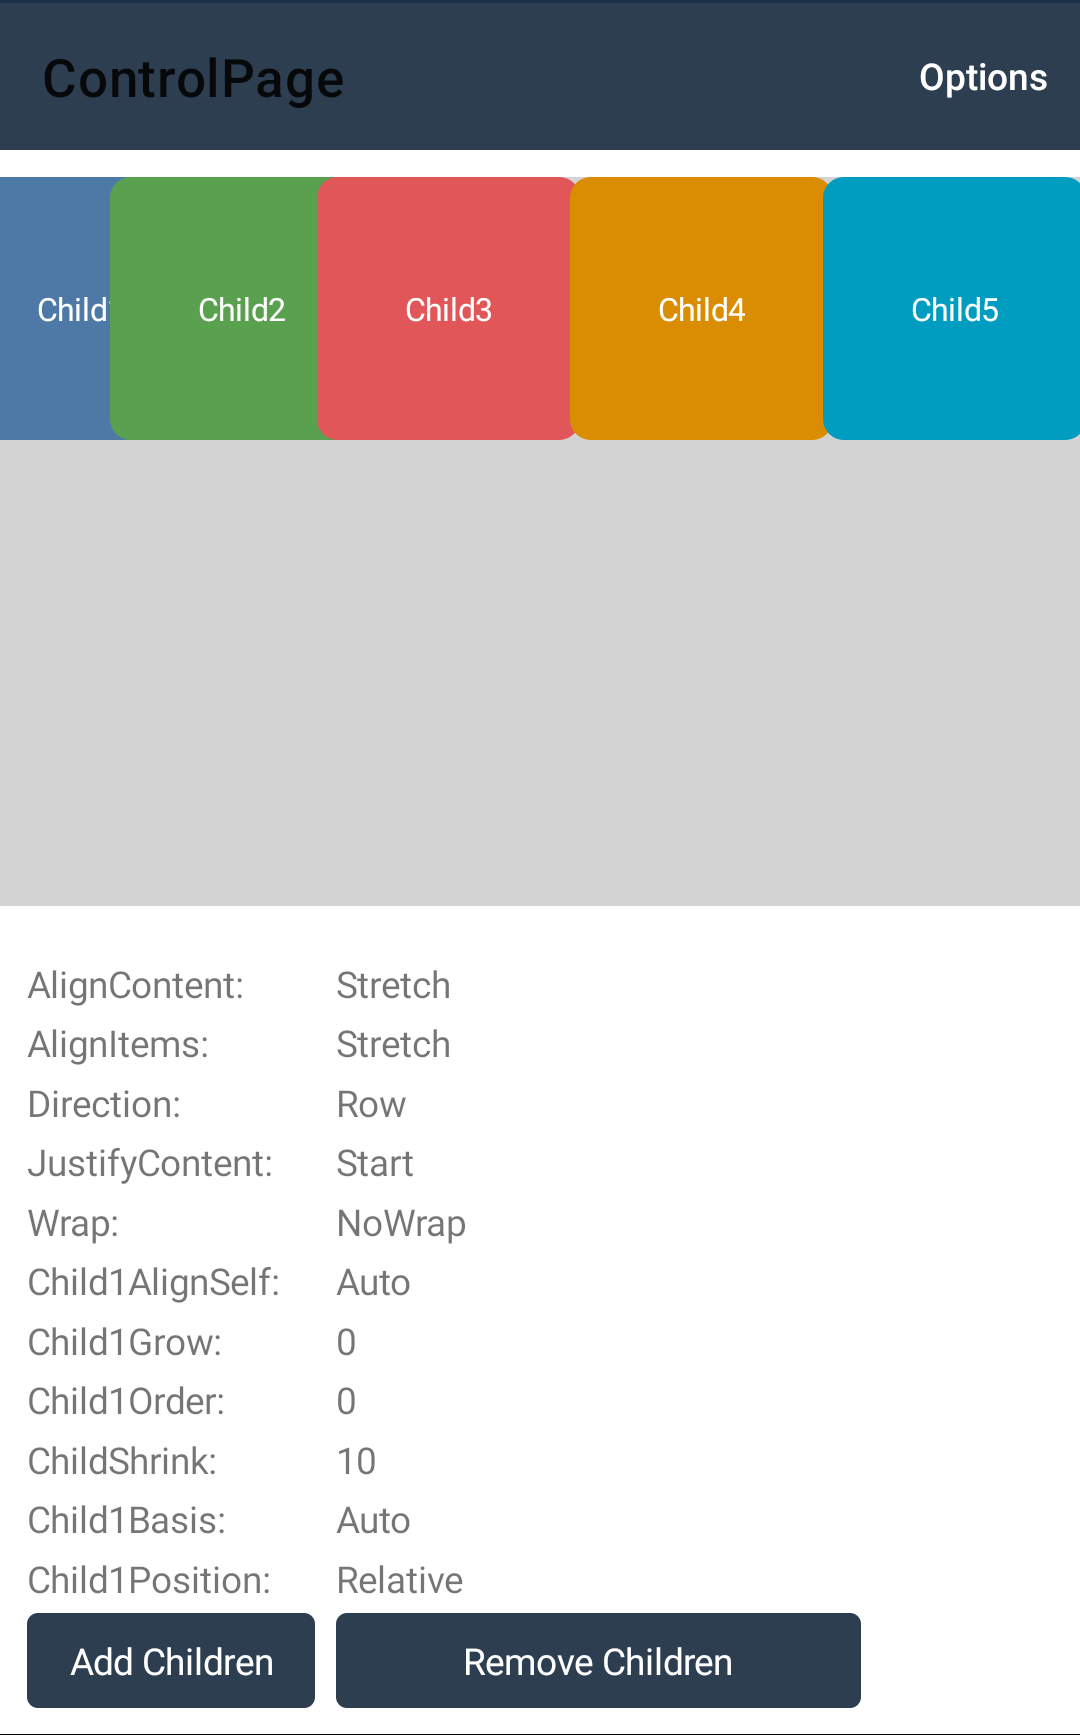 ControlPage Options
Child1 Child2 Child3 Child4 Child5
AlignContent: Stretch
AlignItems: Stretch
Direction: Row
JustifyContent: Start
Wrap: NoWrap
Child1AlignSelf: Auto
Child1Grow: 0
Child1Order: 0
ChildShrink: 10
Child1Basis: Auto
Child1Position: Relative
Add Children Remove Children